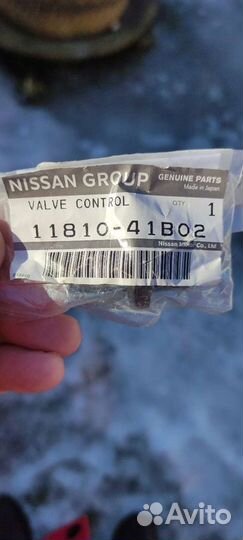 NISSAN GROUP GENUINE PARTS
Made in Japan
VALVE CONTROL QTY 1
11810-41B02
Nissan Motor Co., Ltd.
Avito